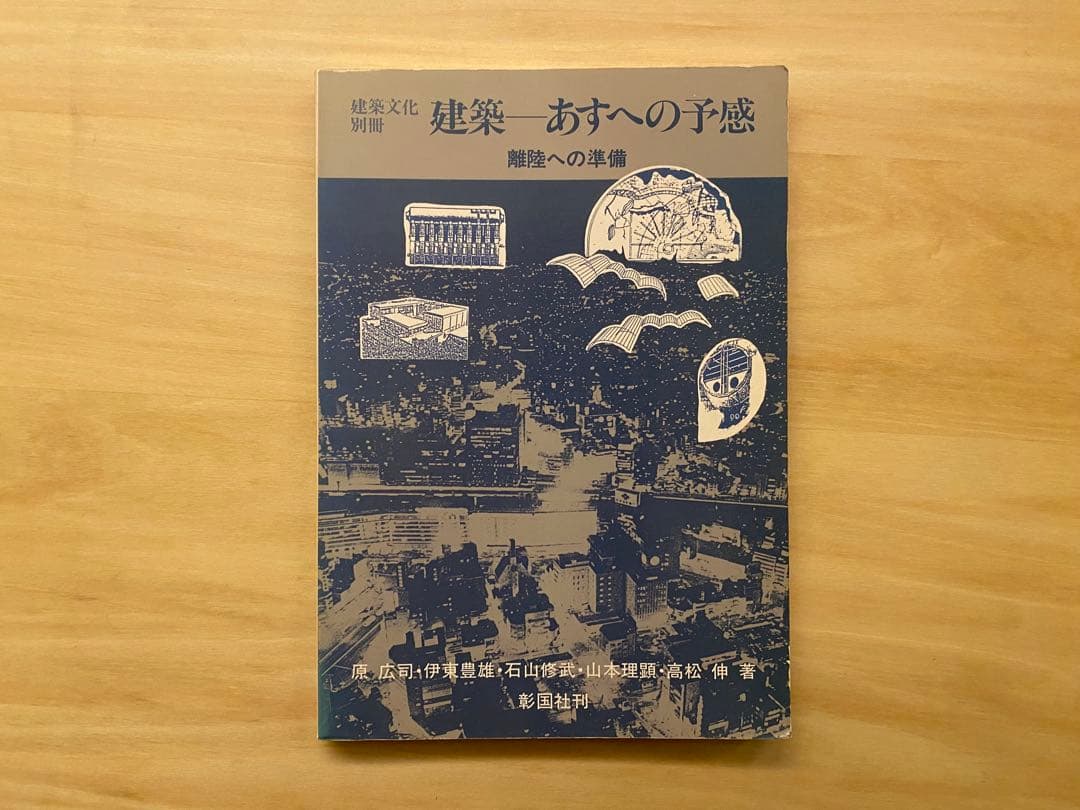 建築文化
別冊
建築―あすへの予感
離陸への準備
原 広司・伊東豊雄・石山修武・山本理顕・高松 伸 著
彰国社刊